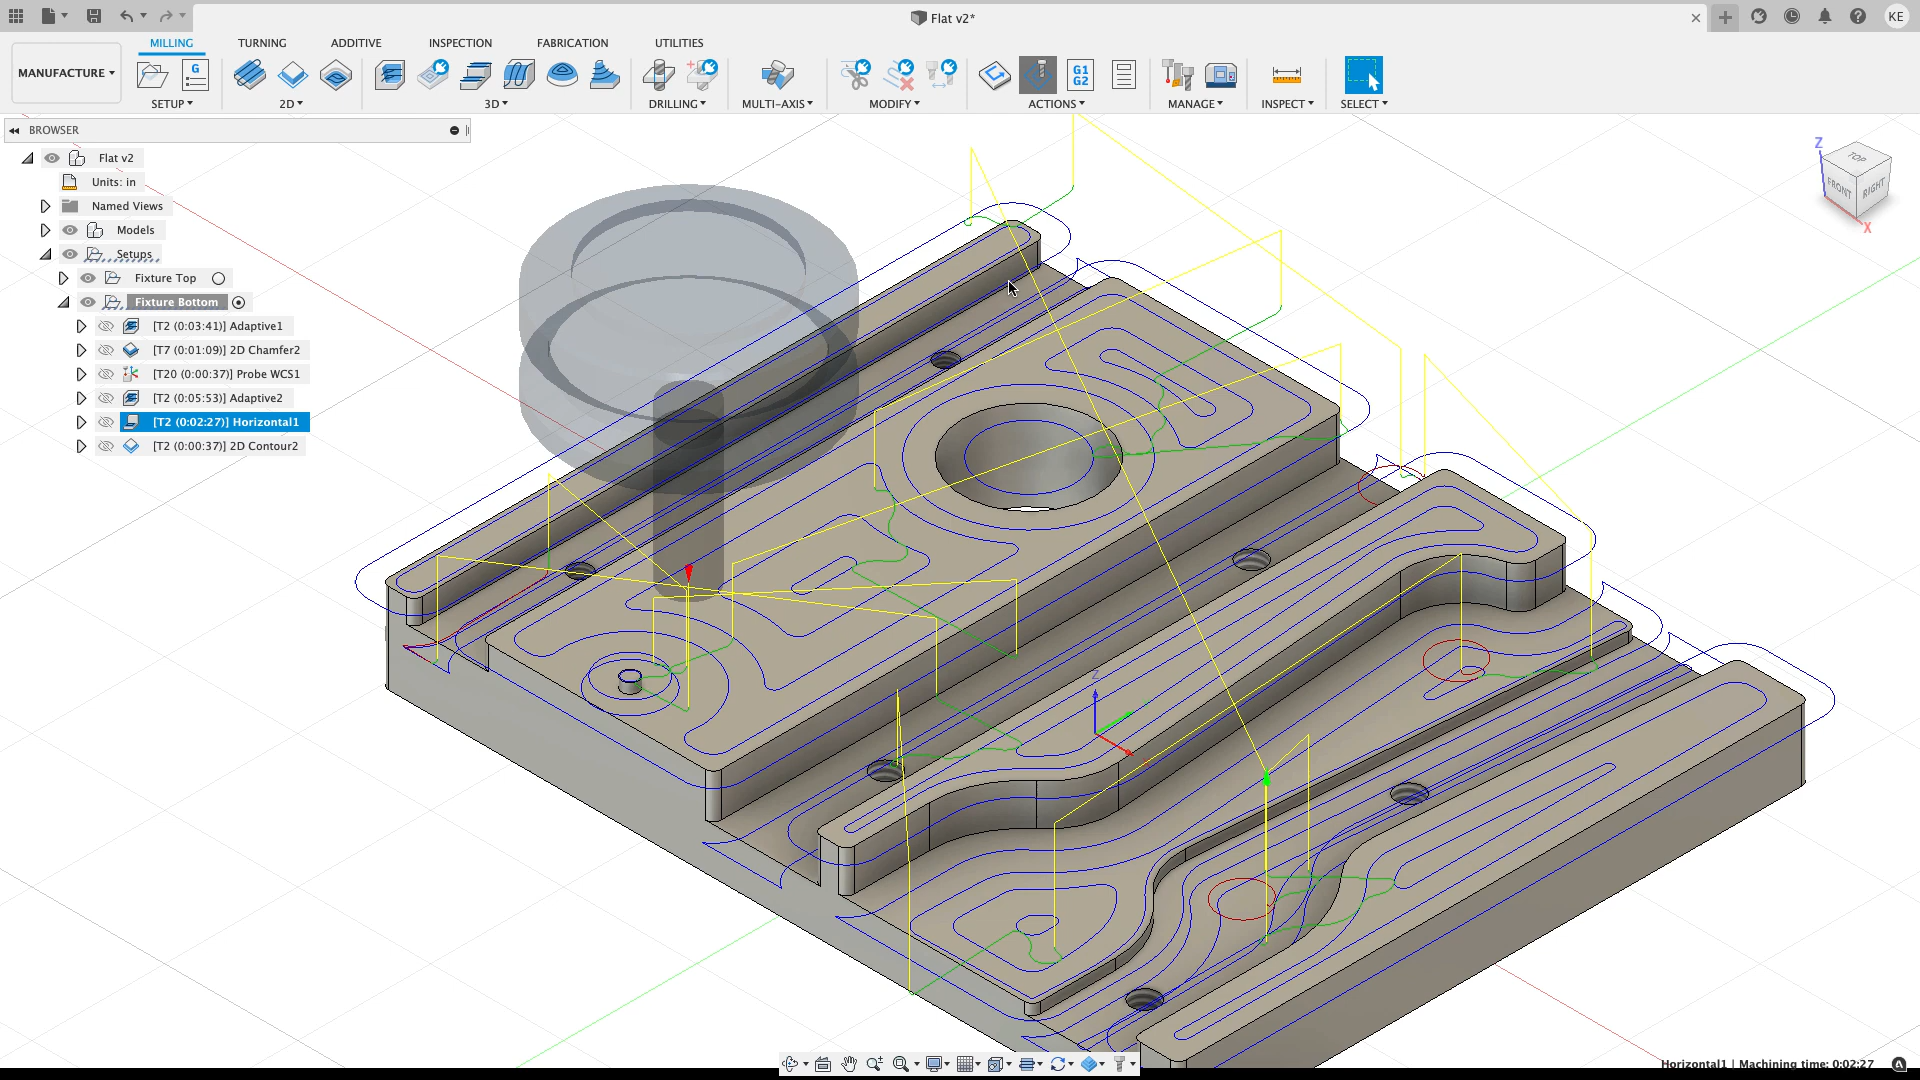 Flat v2*
KE
MANUFACTURE
MILLING
TURNING
ADDITIVE
INSPECTION
FABRICATION
UTILITIES
G
G1
G2
SETUP
2D
3D
DRILLING
MULTI-AXIS
MODIFY
ACTIONS
MANAGE
INSPECT
SELECT
BROWSER
Flat v2
Units: in
Named Views
Models
Setups
Fixture Top
Fixture Bottom
[T2 (0:03:41)] Adaptive1
[T7 (0:01:09)] 2D Chamfer2
[T20 (0:00:37)] Probe WCS1
[T2 (0:05:53)] Adaptive2
[T2 (0:02:27)] Horizontal1
[T2 (0:00:37)] 2D Contour2
Z
TOP
FRONT
RIGHT
X
Z
Horizontal1 | Machining time: 0:02:27